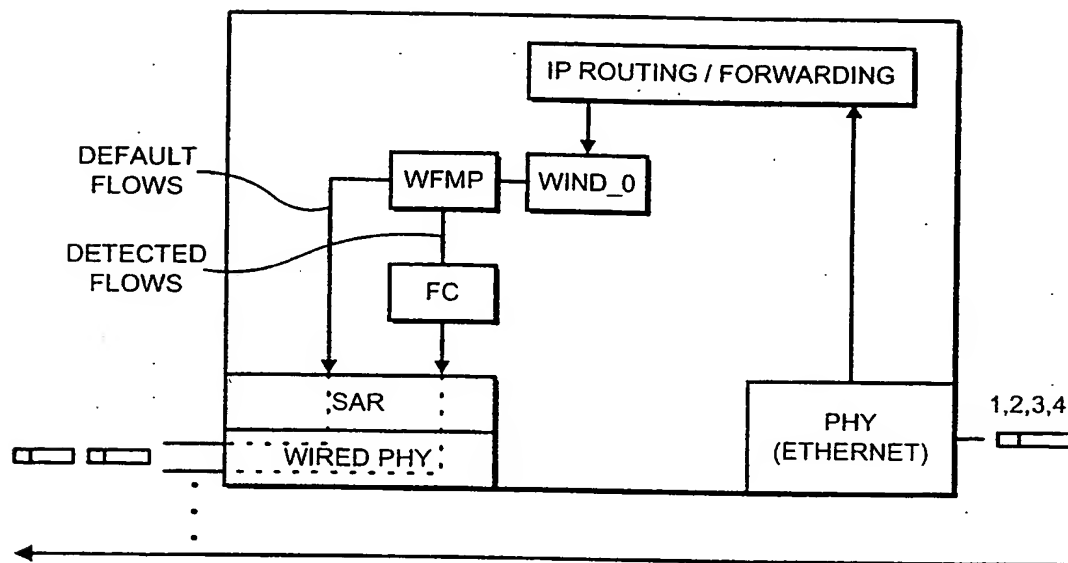 IP ROUTING / FORWARDING
DEFAULT
FLOWS
WFMP
WIND_0
DETECTED
FLOWS
FC
SAR
WIRED PHY
PHY
(ETHERNET)
1,2,3,4